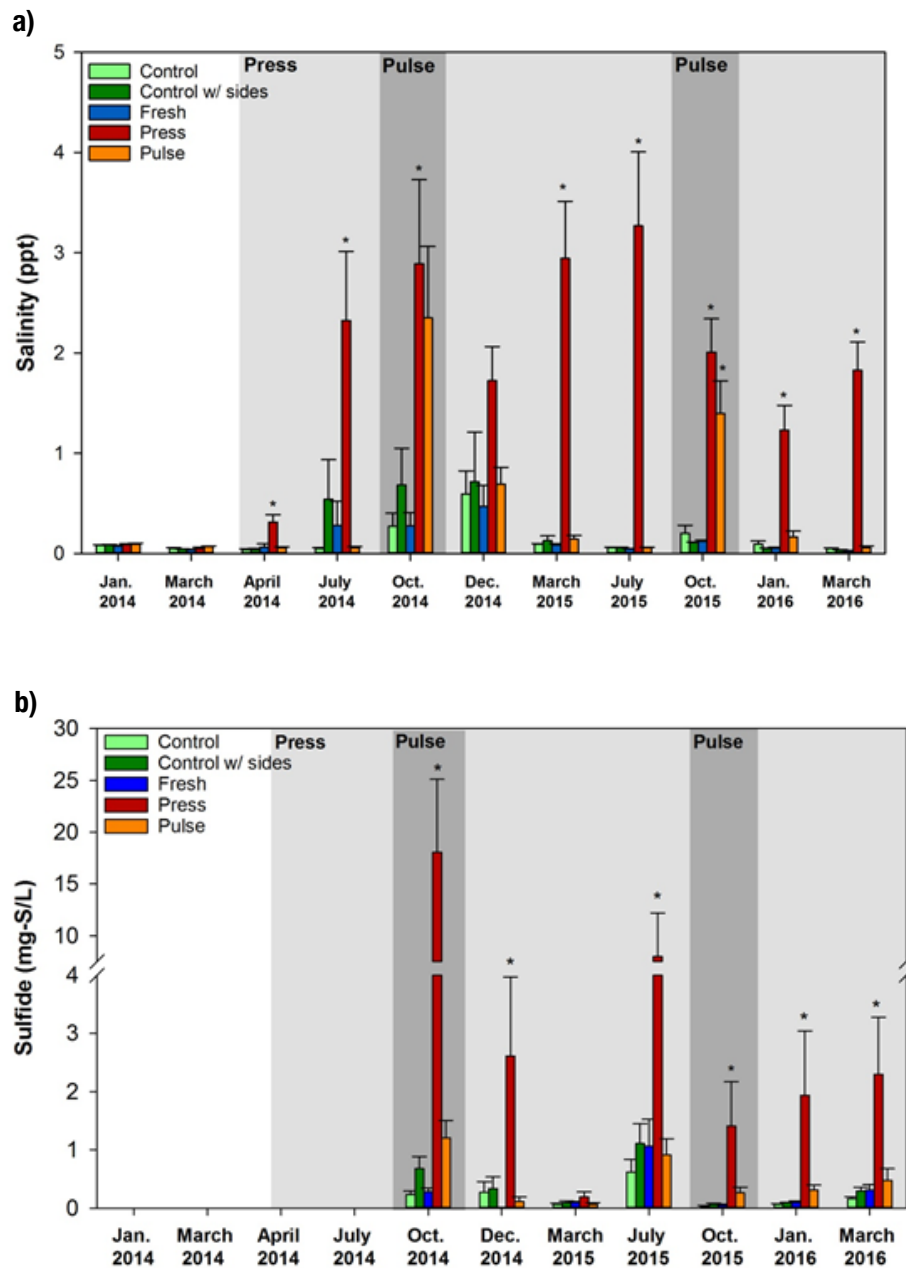 a)
Press
Pulse
Pulse
Control
Control w/ sides
Fresh
Press
Pulse
Salinity (ppt)
5
4
3
2
1
0
* * * * * * * * *
Jan. March April July Oct. Dec. March July Oct. Jan. March
2014 2014 2014 2014 2014 2014 2015 2015 2015 2016 2016
b)
Press
Pulse
Pulse
Control
Control w/ sides
Fresh
Press
Pulse
Sulfide (mg-S/L)
30
25
20
15
10
4
3
2
1
0
* * * * * *
Jan. March April July Oct. Dec. March July Oct. Jan. March
2014 2014 2014 2014 2014 2014 2015 2015 2015 2016 2016